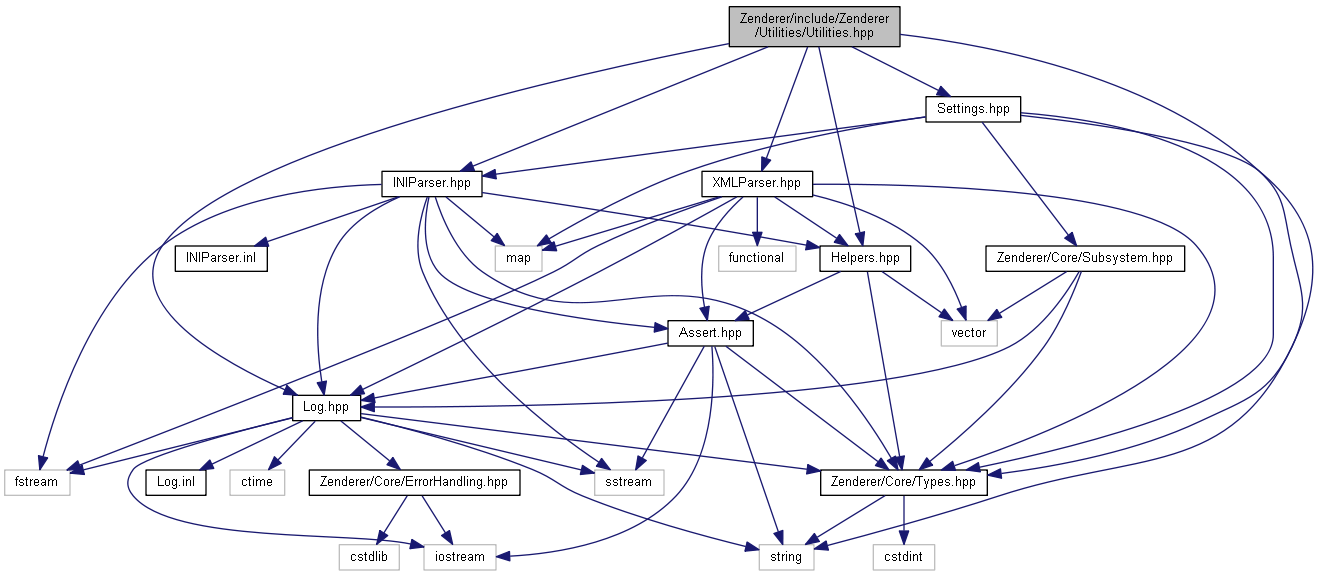 Zenderer/include/Zenderer
/Utilities/Utilities.hpp
Settings.hpp
INIParser.hpp
XMLParser.hpp
INIParser.inl
map
functional
Helpers.hpp
Zenderer/Core/Subsystem.hpp
Assert.hpp
vector
Log.hpp
fstream
Log.inl
ctime
Zenderer/Core/ErrorHandling.hpp
sstream
Zenderer/Core/Types.hpp
cstdlib
iostream
string
cstdint